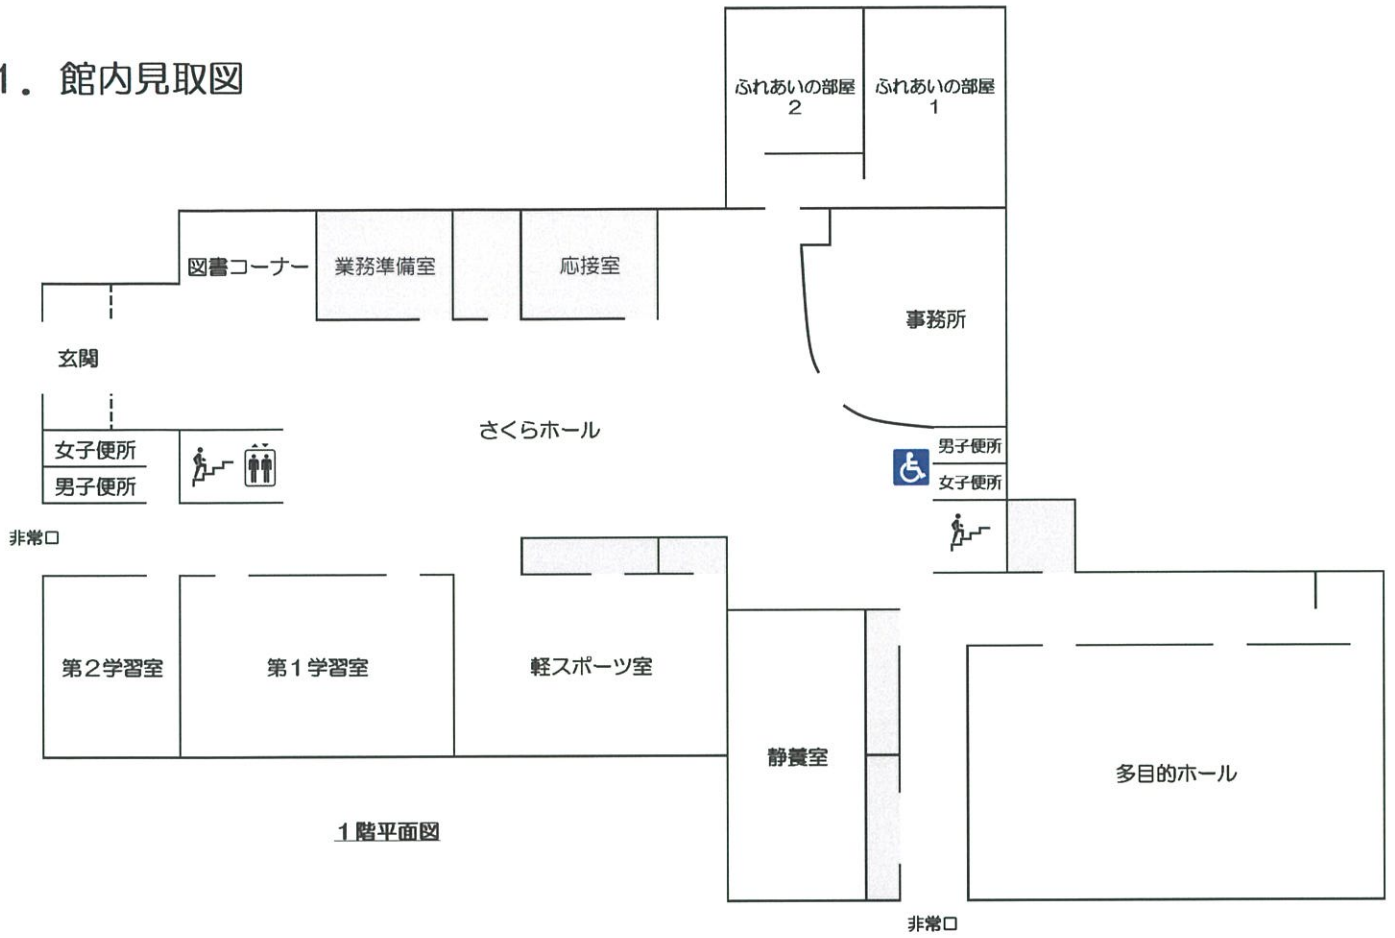 1. 館内見取図
ふれあいの部屋
2
ふれあいの部屋
1
図書コーナー
業務準備室
応接室
事務所
玄関
さくらホール
女子便所
男子便所
男子便所
女子便所
非常口
第2学習室
第1学習室
軽スポーツ室
静養室
多目的ホール
1階平面図
非常口